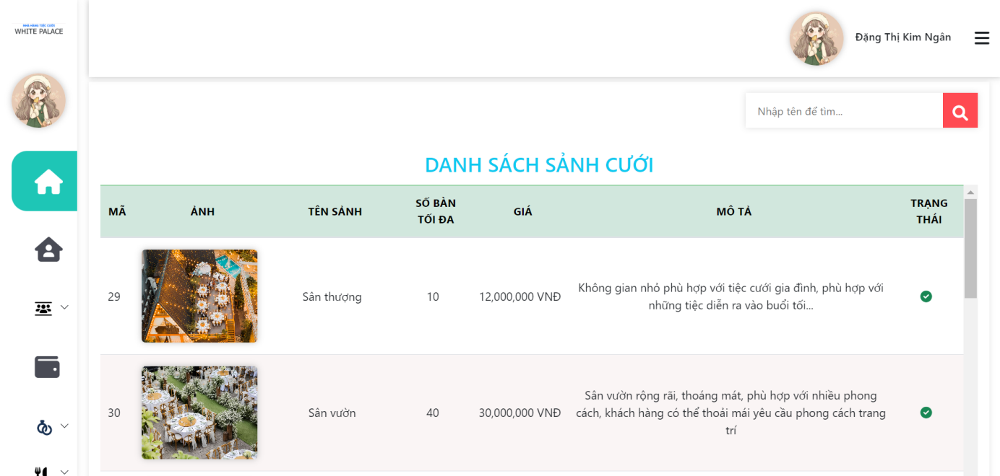 NHÀ HÀNG TIỆC CƯỚI
WHITE PALACE
Đặng Thị Kim Ngân
Nhập tên để tìm...
DANH SÁCH SẢNH CƯỚI
MÃ
ẢNH
TÊN SẢNH
SỐ BÀN
TỐI ĐA
GIÁ
MÔ TẢ
TRẠNG
THÁI
29
Sân thượng
10
12,000,000 VNĐ
Không gian nhỏ phù hợp với tiệc cưới gia đình, phù hợp với
những tiệc diễn ra vào buổi tối...
30
Sân vườn
40
30,000,000 VNĐ
Sân vườn rộng rãi, thoáng mát, phù hợp với nhiều phong
cách, khách hàng có thể thoải mái yêu cầu phong cách trang
trí